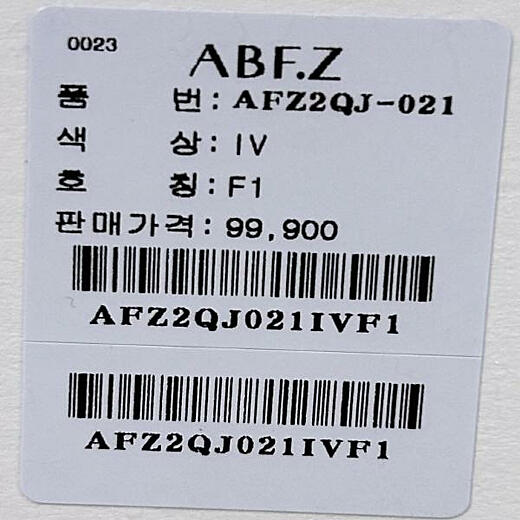 0023
ABF.Z
품 번 : AFZ2QJ-021
색 상 : IV
호 칭 : F1
판매가격 : 99,900
AFZ2QJ021IVF1
AFZ2QJ021IVF1